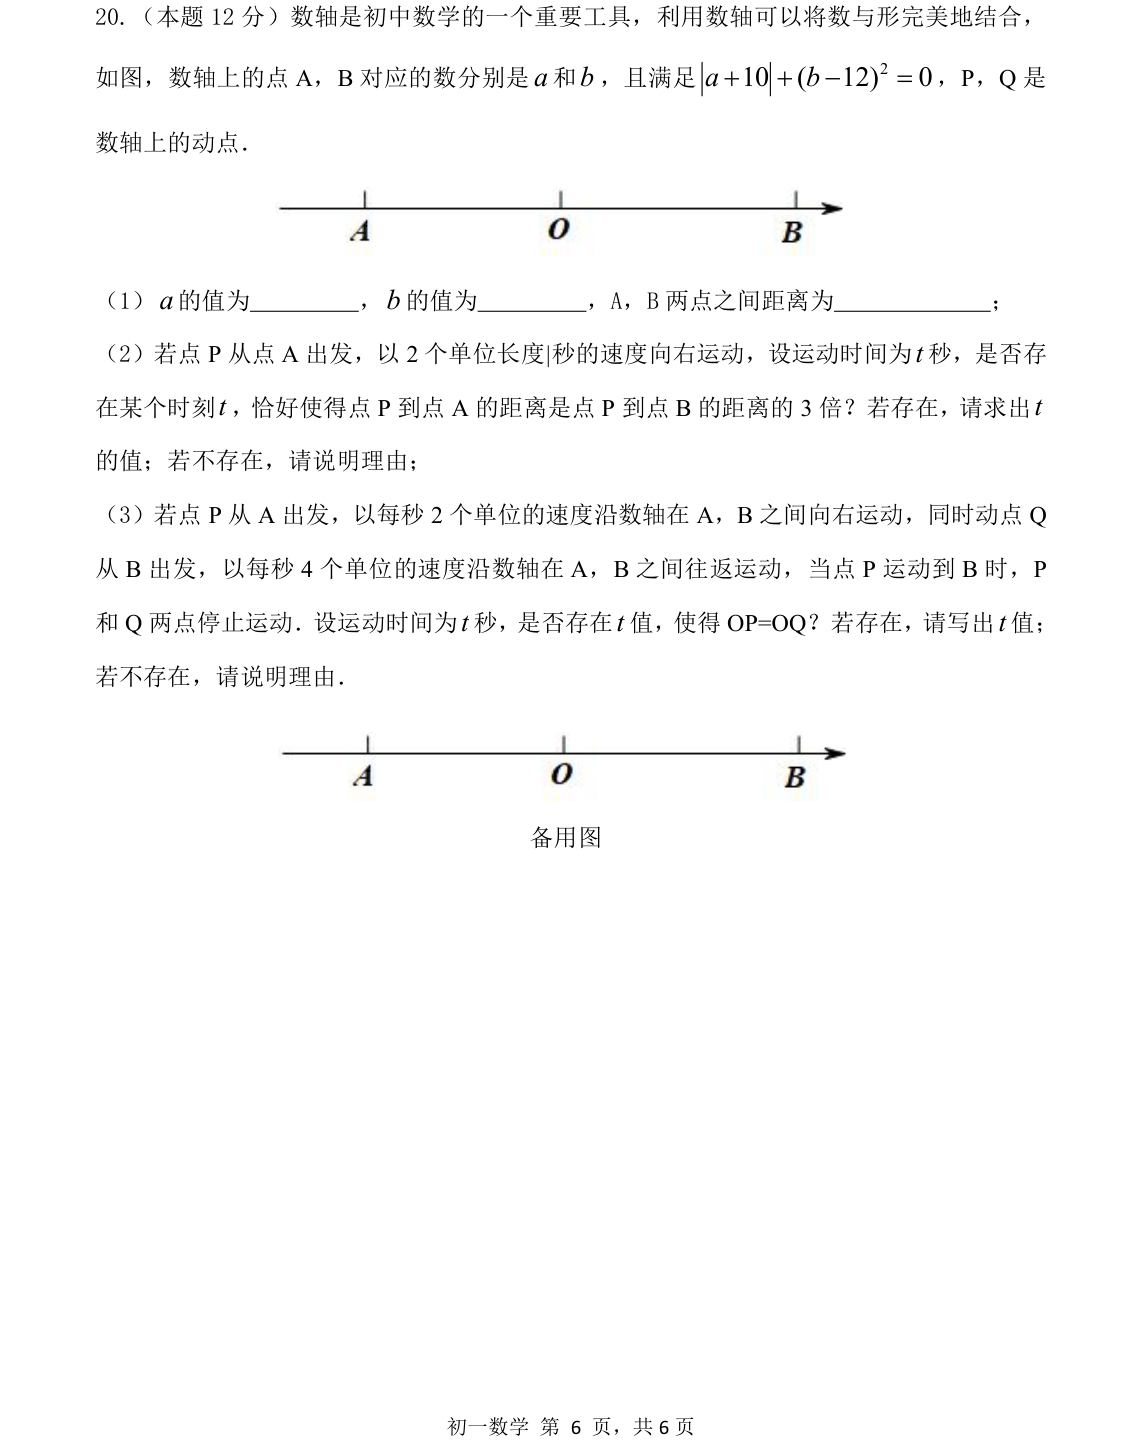 20.（本题 12 分）数轴是初中数学的一个重要工具，利用数轴可以将数与形完美地结合，
如图，数轴上的点 A，B 对应的数分别是 a 和 b，且满足 |a+10|+(b−12)² = 0，P，Q 是
数轴上的动点．
A O B
（1）a 的值为_________，b 的值为_________，A，B 两点之间距离为_____________；
（2）若点 P 从点 A 出发，以 2 个单位长度|秒的速度向右运动，设运动时间为 t 秒，是否存
在某个时刻 t，恰好使得点 P 到点 A 的距离是点 P 到点 B 的距离的 3 倍？若存在，请求出 t
的值；若不存在，请说明理由；
（3）若点 P 从 A 出发，以每秒 2 个单位的速度沿数轴在 A，B 之间向右运动，同时动点 Q
从 B 出发，以每秒 4 个单位的速度沿数轴在 A，B 之间往返运动，当点 P 运动到 B 时，P
和 Q 两点停止运动．设运动时间为 t 秒，是否存在 t 值，使得 OP=OQ？若存在，请写出 t 值；
若不存在，请说明理由．
A O B
备用图
初一数学 第 6 页，共 6 页